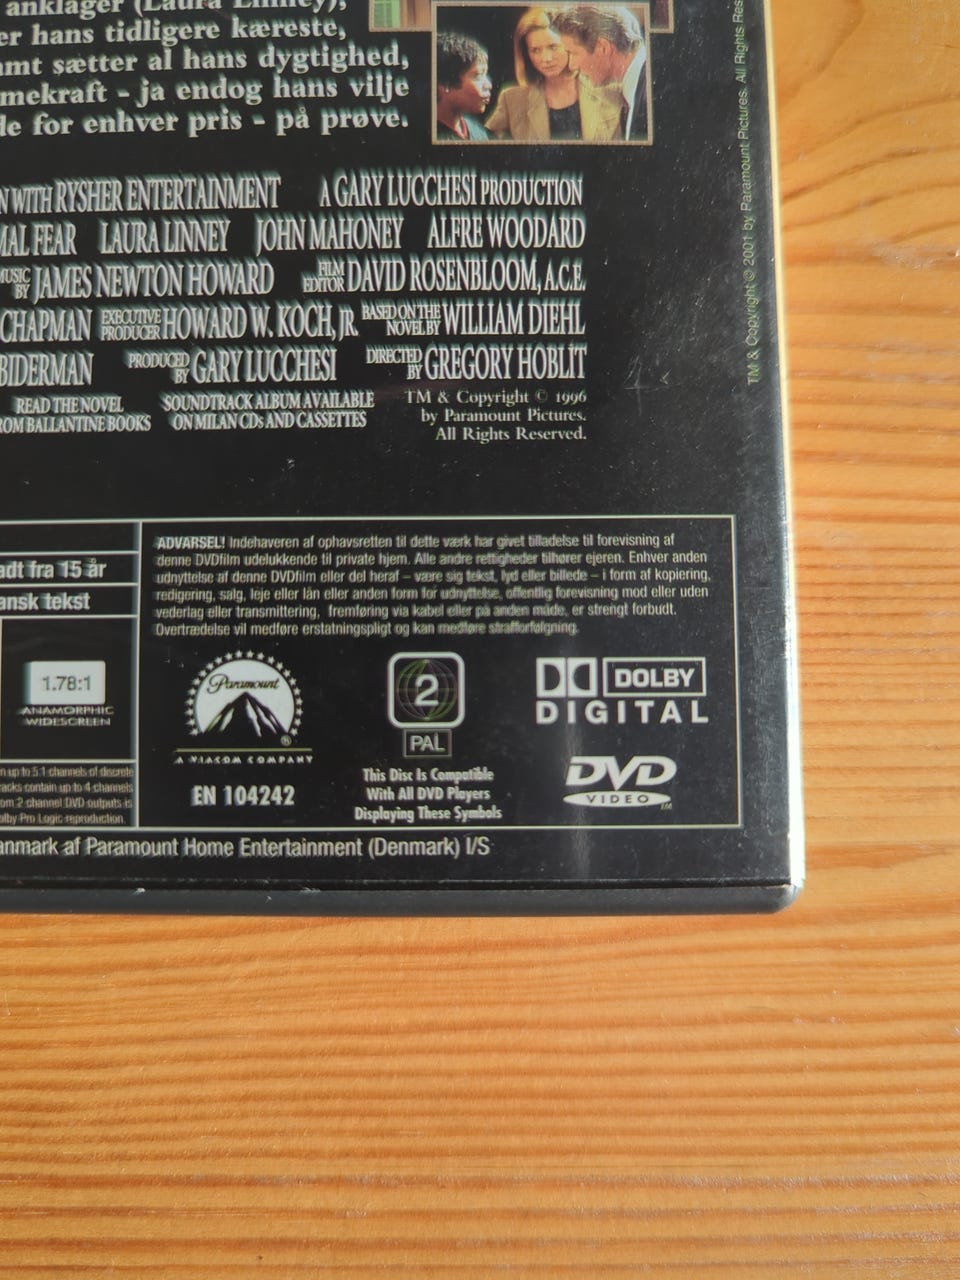 anklager (Laura Linney),
er hans tidligere kæreste,
amt sætter al hans dygtighed,
mekraft - ja endog hans vilje
de for enhver pris - på prøve.
N WITH RYSHER ENTERTAINMENT A GARY LUCCHESI PRODUCTION
MAL FEAR LAURA LINNEY JOHN MAHONEY ALFRE WOODARD
MUSIC BY JAMES NEWTON HOWARD FILM EDITOR DAVID ROSENBLOOM, A.C.E.
CHAPMAN EXECUTIVE PRODUCER HOWARD W. KOCH, JR. BASED ON THE NOVEL BY WILLIAM DIEHL
BIDERMAN PRODUCED BY GARY LUCCHESI DIRECTED BY GREGORY HOBLIT
READ THE NOVEL
ROM BALLANTINE BOOKS
SOUNDTRACK ALBUM AVAILABLE
ON MILAN CDs AND CASSETTES
TM & Copyright © 1996
by Paramount Pictures.
All Rights Reserved.
TM & Copyright © 2001 by Paramount Pictures. All Rights Res
adt fra 15 år
ansk tekst
1.78:1
ANAMORPHIC
WIDESCREEN
n up to 5.1 channels of discrete
racks contain up to 4 channels
om 2 channel DVD outputs is
olby Pro Logic reproduction.
ADVARSEL! Indehaveren af ophavsretten til dette værk har givet tilladelse til forevisning af
denne DVDfilm udelukkende til private hjem. Alle andre rettigheder tilhører ejeren. Enhver anden
udnyttelse af denne DVDfilm eller del heraf – være sig tekst, lyd eller billede – i form af kopiering,
redigering, salg, leje eller lån eller anden form for udnyttelse, offentlig forevisning mod eller uden
vederlag eller transmittering, fremføring via kabel eller på anden måde, er strengt forbudt.
Overtrædelse vil medføre erstatningspligt og kan medføre strafforfølgning.
Paramount
®
A VIACOM COMPANY
EN 104242
2
PAL
This Disc Is Compatible
With All DVD Players
Displaying These Symbols
DOLBY
DIGITAL
DVD
VIDEO
TM
anmark af Paramount Home Entertainment (Denmark) I/S